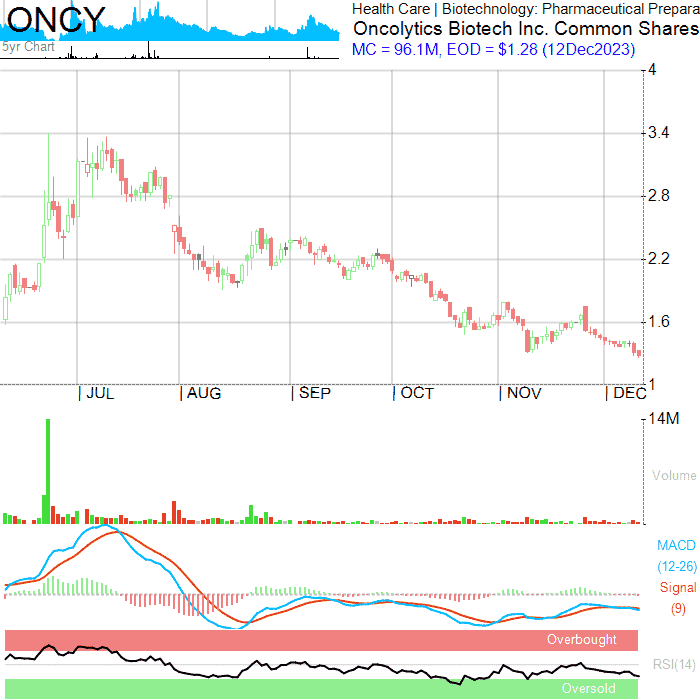 ONCY
5yr Chart
Health Care | Biotechnology: Pharmaceutical Prepara
Oncolytics Biotech Inc. Common Shares
MC = 96.1M, EOD = $1.28 (12Dec2023)
4
3.4
2.8
2.2
1.6
1
| JUL | AUG | SEP | OCT | NOV | DEC
14M
Volume
MACD
(12-26)
Signal
(9)
Overbought
RSI(14)
Oversold